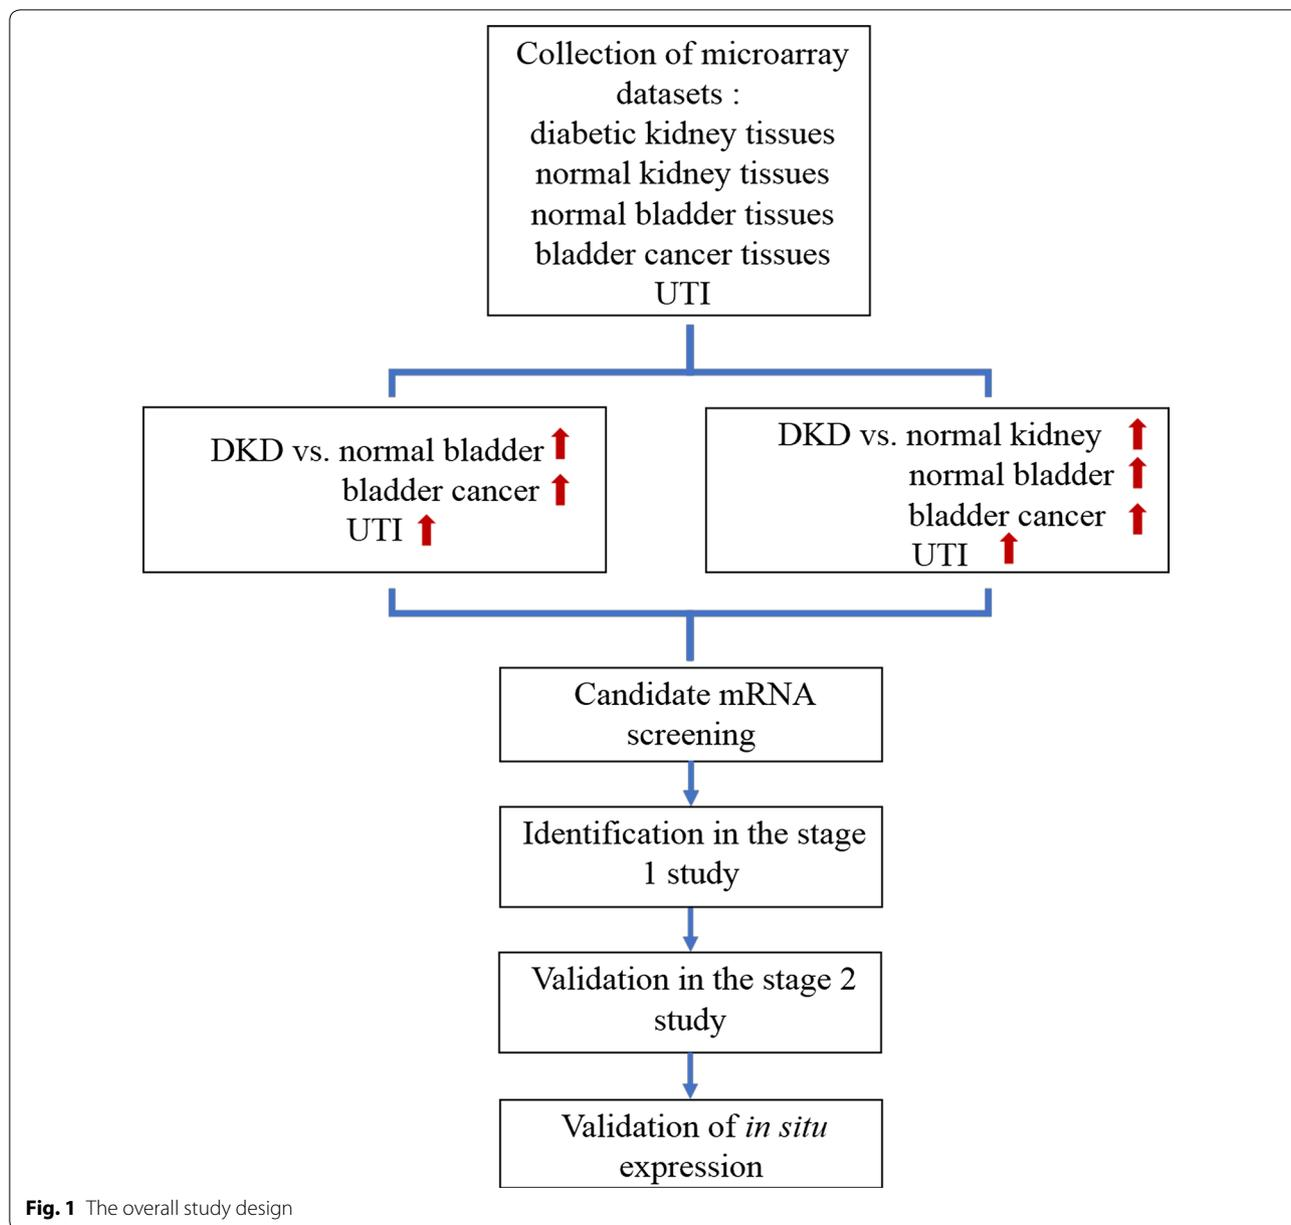 Collection of microarray
datasets :
diabetic kidney tissues
normal kidney tissues
normal bladder tissues
bladder cancer tissues
UTI
DKD vs. normal bladder
bladder cancer
UTI
DKD vs. normal kidney
normal bladder
bladder cancer
UTI
Candidate mRNA
screening
Identification in the stage
1 study
Validation in the stage 2
study
Validation of in situ
expression
Fig. 1 The overall study design